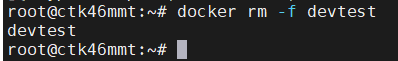 root@ctk46mmt:~# docker rm -f devtest
devtest
root@ctk46mmt:~#